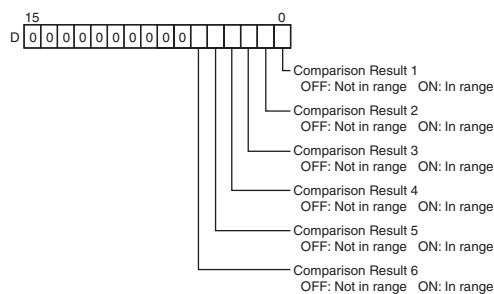 15 0
D 0 0 0 0 0 0 0 0 0 0
Comparison Result 1
OFF: Not in range ON: In range
Comparison Result 2
OFF: Not in range ON: In range
Comparison Result 3
OFF: Not in range ON: In range
Comparison Result 4
OFF: Not in range ON: In range
Comparison Result 5
OFF: Not in range ON: In range
Comparison Result 6
OFF: Not in range ON: In range